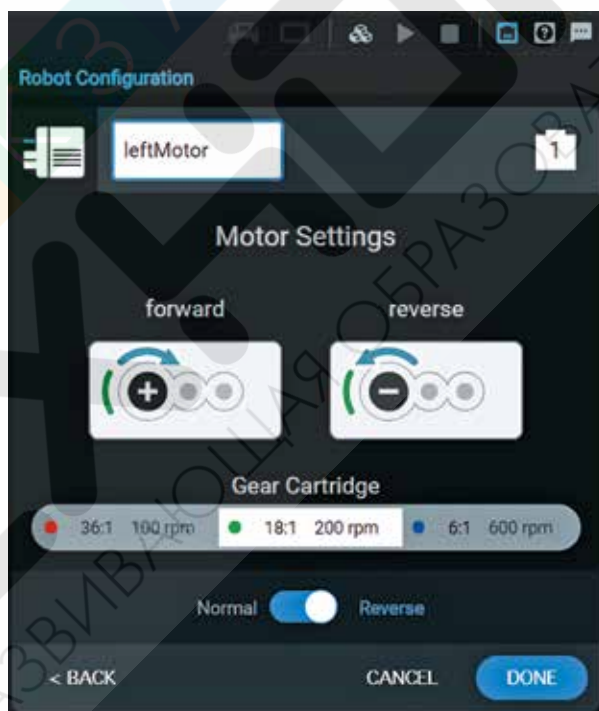 Robot Configuration
leftMotor
1
Motor Settings
forward
reverse
Gear Cartridge
36:1 100 rpm
18:1 200 rpm
6:1 600 rpm
Normal
Reverse
< BACK
CANCEL
DONE